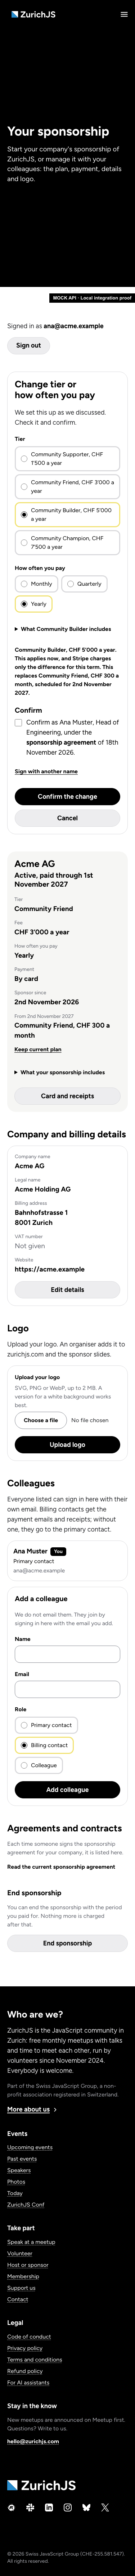 ZurichJS
Your sponsorship
Start your company's sponsorship of
ZurichJS, or manage it with your
colleagues: the plan, payment, details
and logo.
MOCK API · Local integration proof
Signed in as ana@acme.example
Sign out
Change tier or
how often you pay
We set this up as we discussed.
Check it and confirm.
Tier
Community Supporter, CHF
1'500 a year
Community Friend, CHF 3'000 a
year
Community Builder, CHF 5'000
a year
Community Champion, CHF
7'500 a year
How often you pay
Monthly
Quarterly
Yearly
What Community Builder includes
Community Builder, CHF 5'000 a year.
This applies now, and Stripe charges
only the difference for this term. This
replaces Community Friend, CHF 300 a
month, scheduled for 2nd November
2027.
Confirm
Confirm as Ana Muster, Head of
Engineering, under the
sponsorship agreement of 18th
November 2026.
Sign with another name
Confirm the change
Cancel
Acme AG
Active, paid through 1st
November 2027
Tier
Community Friend
Fee
CHF 3'000 a year
How often you pay
Yearly
Payment
By card
Sponsor since
2nd November 2026
From 2nd November 2027
Community Friend, CHF 300 a
month
Keep current plan
What your sponsorship includes
Card and receipts
Company and billing details
Company name
Acme AG
Legal name
Acme Holding AG
Billing address
Bahnhofstrasse 1
8001 Zurich
VAT number
Not given
Website
https://acme.example
Edit details
Logo
Upload your logo. An organiser adds it to
zurichjs.com and the sponsor slides.
Upload your logo
SVG, PNG or WebP, up to 2 MB. A
version for a white background works
best.
Choose a file
No file chosen
Upload logo
Colleagues
Everyone listed can sign in here with their
own email. Billing contacts get the
payment emails and receipts; without
one, they go to the primary contact.
Ana Muster You
Primary contact
ana@acme.example
Add a colleague
We do not email them. They join by
signing in here with the email you add.
Name
Email
Role
Primary contact
Billing contact
Colleague
Add colleague
Agreements and contracts
Each time someone signs the sponsorship
agreement for your company, it is listed here.
Read the current sponsorship agreement
End sponsorship
You can end the sponsorship with the period
you paid for. Nothing more is charged
after that.
End sponsorship
Who are we?
ZurichJS is the JavaScript community in
Zurich: free monthly meetups with talks
and time to meet each other, run by
volunteers since November 2024.
Everybody is welcome.
Part of the Swiss JavaScript Group, a non-
profit association registered in Switzerland.
More about us
Events
Upcoming events
Past events
Speakers
Photos
Today
ZurichJS Conf
Take part
Speak at a meetup
Volunteer
Host or sponsor
Membership
Support us
Contact
Legal
Code of conduct
Privacy policy
Terms and conditions
Refund policy
For AI assistants
Stay in the know
New meetups are announced on Meetup first.
Questions? Write to us.
hello@zurichjs.com
ZurichJS
© 2026 Swiss JavaScript Group (CHE-255.581.547).
All rights reserved.